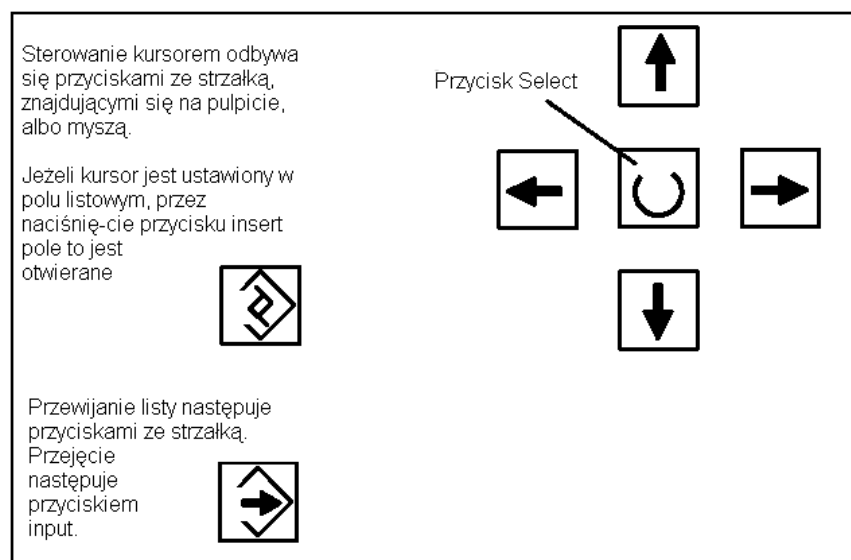 Sterowanie kursorem odbywa
się przyciskami ze strzałką,
znajdującymi się na pulpicie,
albo myszą.
Jeżeli kursor jest ustawiony w
polu listowym, przez
naciśnię-cie przycisku insert
pole to jest
otwierane
Przewijanie listy następuje
przyciskami ze strzałką.
Przejęcie
następuje
przyciskiem
input.
Przycisk Select